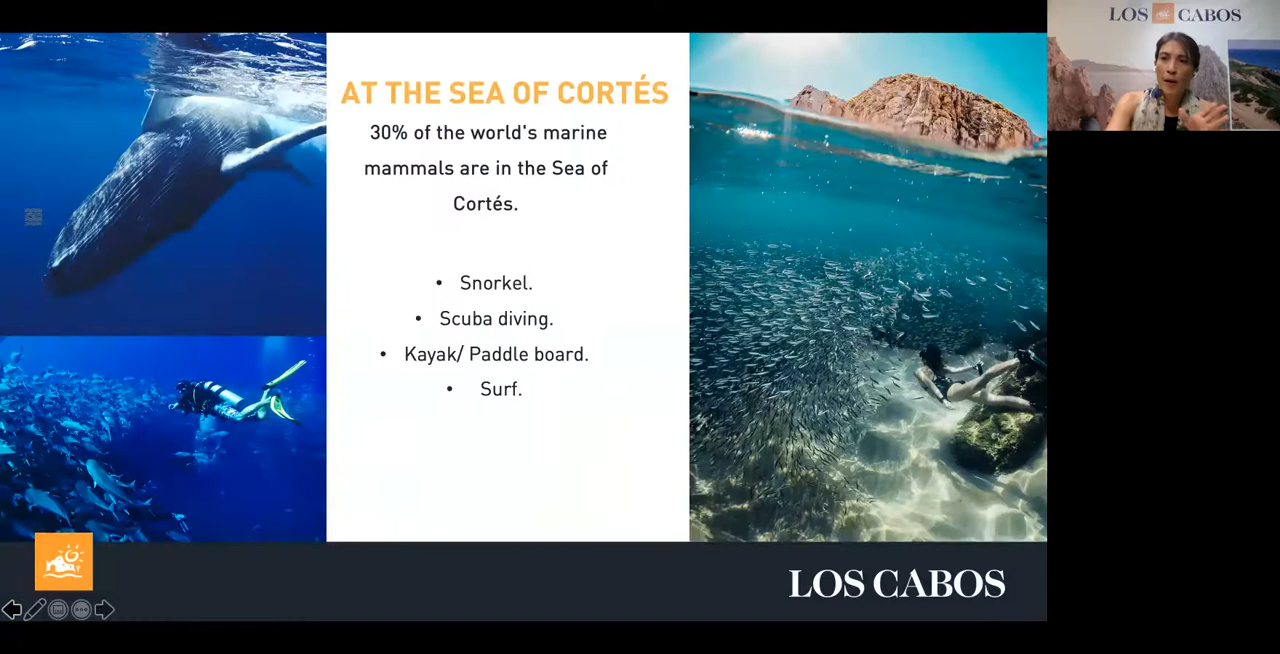 LOS CABOS
AT THE SEA OF CORTÉS
30% of the world's marine
mammals are in the Sea of
Cortés.
• Snorkel.
• Scuba diving.
• Kayak/ Paddle board.
• Surf.
LOS CABOS